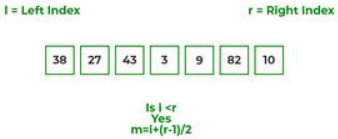 l = Left Index
r = Right Index
38 27 43 3 9 82 10
Is l <r
Yes
m=l+(r-1)/2